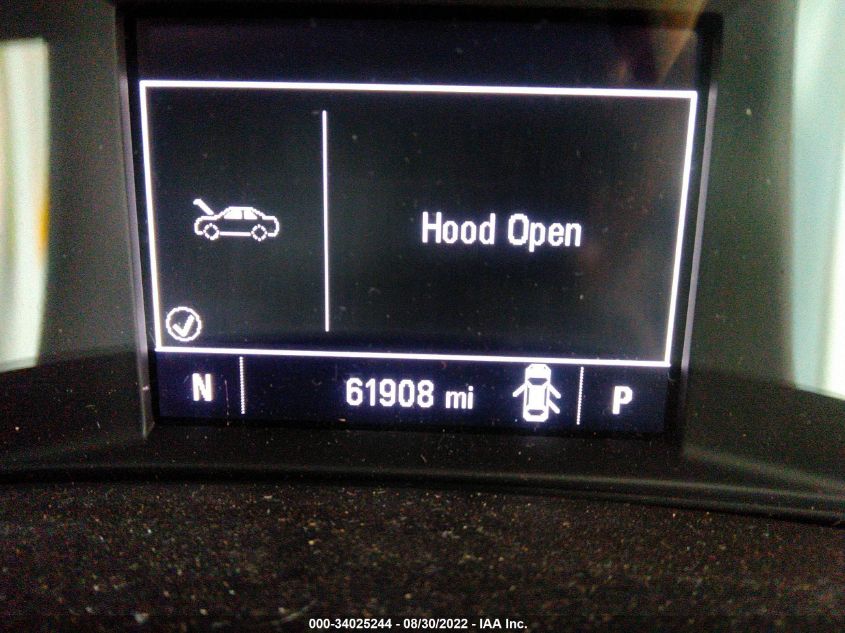 Hood Open
N 61908 mi P
000-34025244 - 08/30/2022 - IAA Inc.